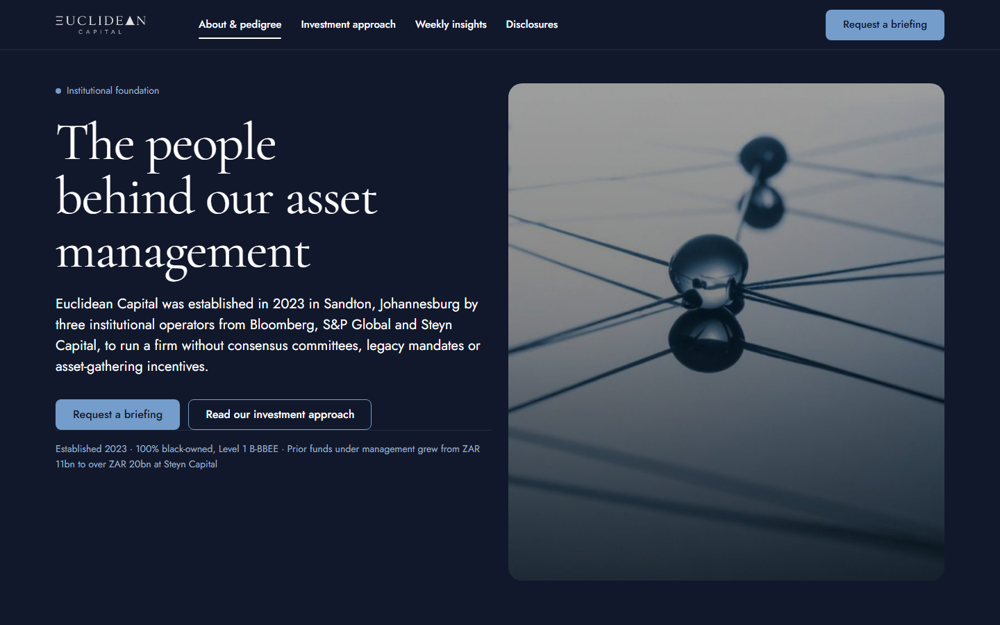 EUCLIDEAN
CAPITAL
About & pedigree
Investment approach
Weekly insights
Disclosures
Request a briefing
Institutional foundation
The people
behind our asset
management
Euclidean Capital was established in 2023 in Sandton, Johannesburg by
three institutional operators from Bloomberg, S&P Global and Steyn
Capital, to run a firm without consensus committees, legacy mandates or
asset-gathering incentives.
Request a briefing
Read our investment approach
Established 2023 · 100% black-owned, Level 1 B-BBEE · Prior funds under management grew from ZAR
11bn to over ZAR 20bn at Steyn Capital